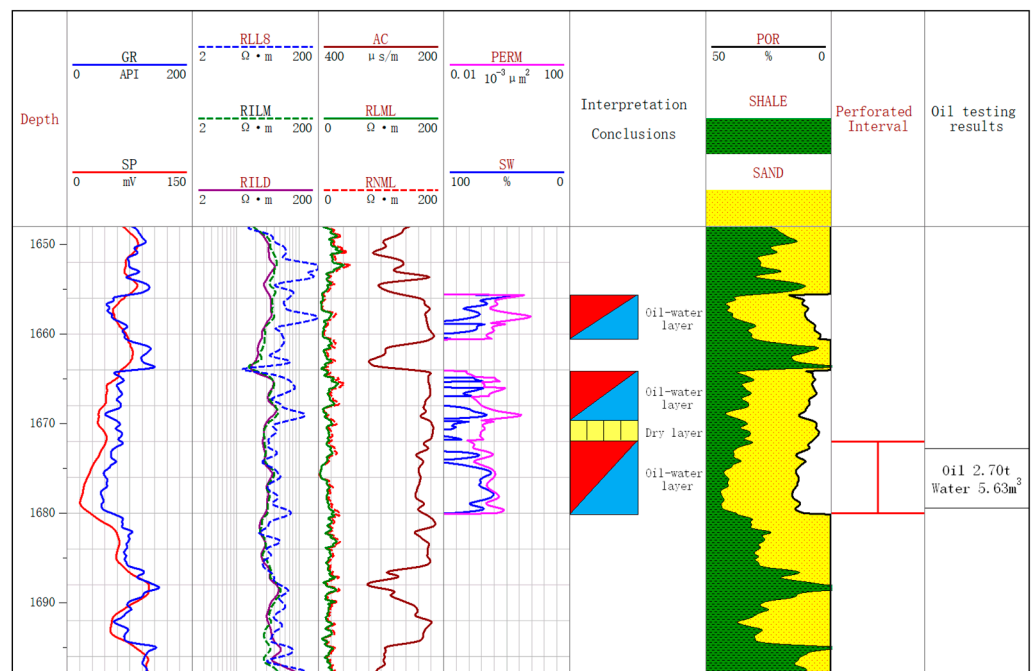 Depth
GR
0 API 200
SP
0 mV 150
RLL8
2 Ω·m 200
RILM
2 Ω·m 200
RILD
2 Ω·m 200
AC
400 μs/m 200
RLML
0 Ω·m 200
RNML
0 Ω·m 200
PERM
0.01 10⁻³μm² 100
SW
100 % 0
Interpretation
Conclusions
POR
50 % 0
SHALE
SAND
Perforated
Interval
Oil testing
results
1650
1660
1670
1680
1690
Oil-water
layer
Oil-water
layer
Dry layer
Oil-water
layer
Oil 2.70t
Water 5.63m³